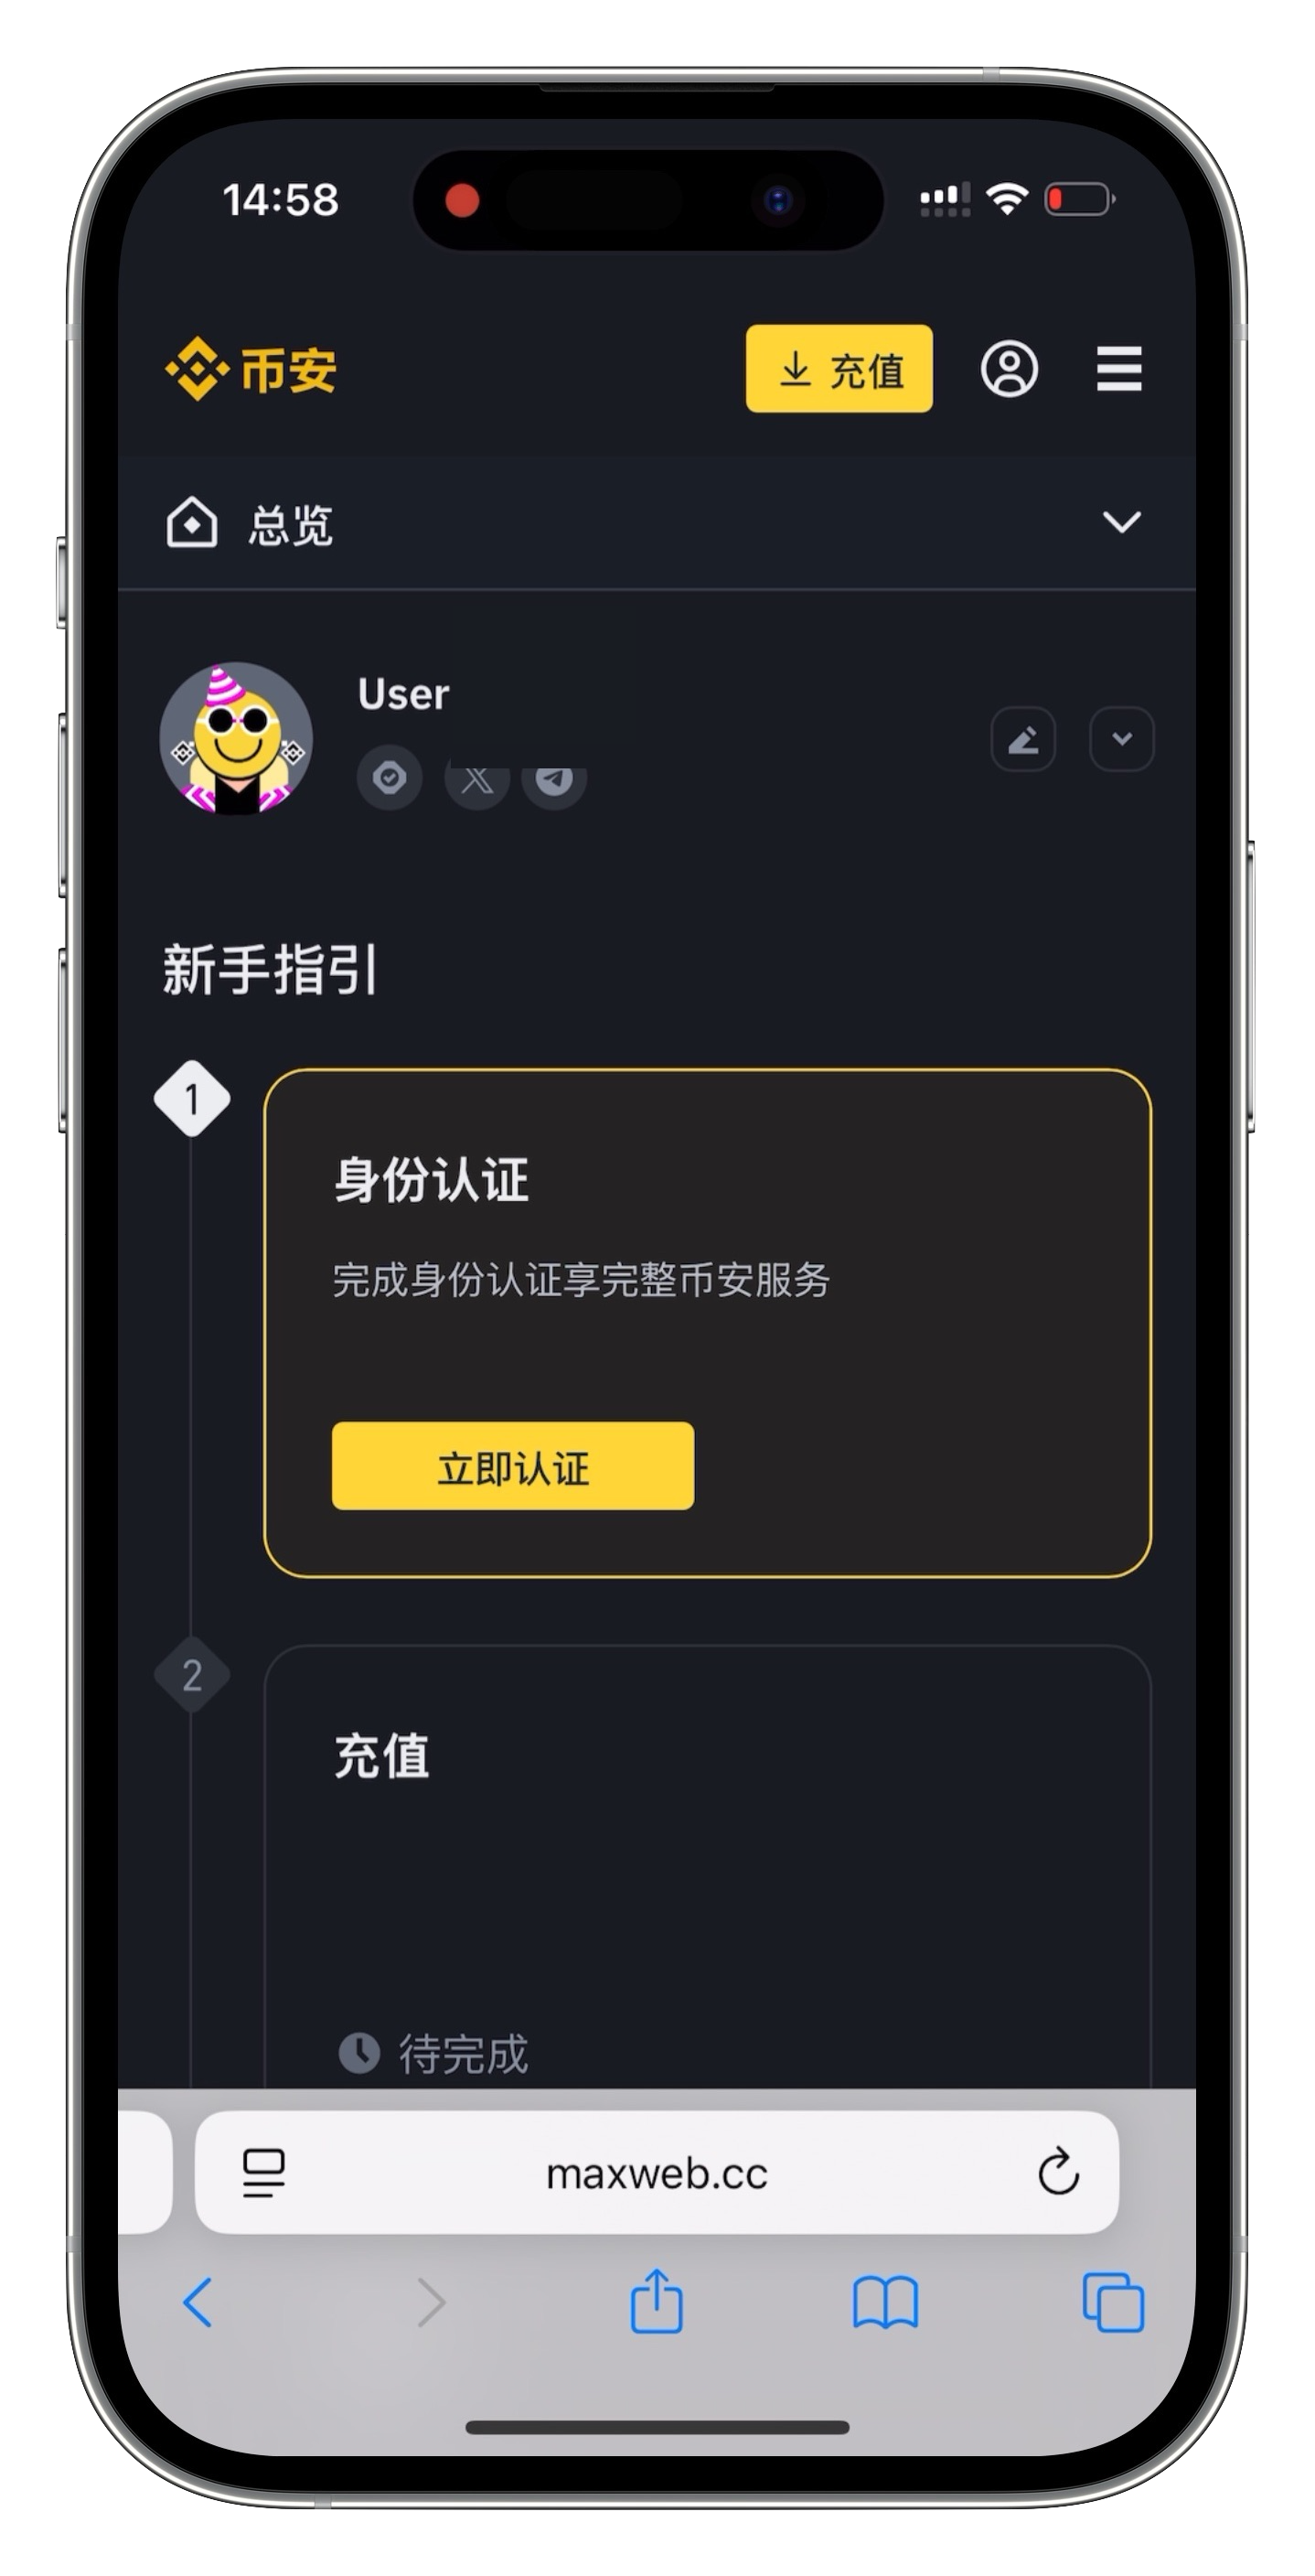 14:58
币安
充值
总览
User
新手指引
1
身份认证
完成身份认证享完整币安服务
立即认证
2
充值
待完成
maxweb.cc